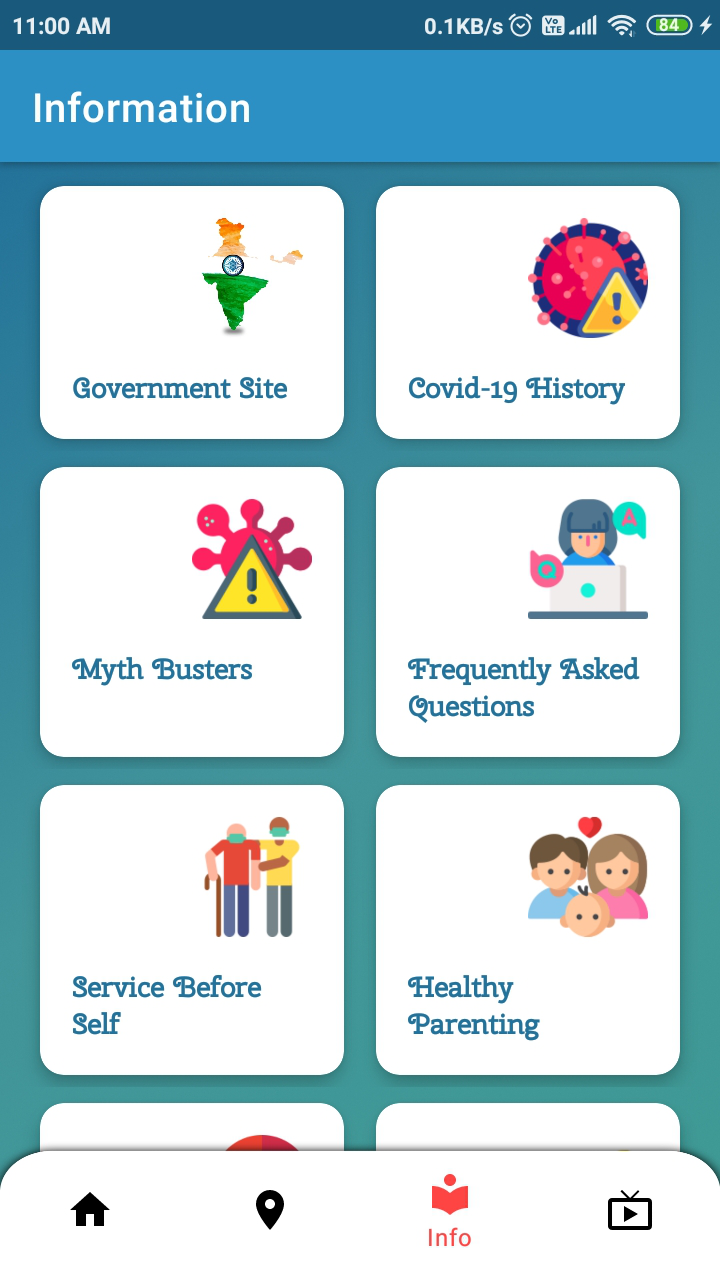 11:00 AM 0.1KB/s Vo LTE 84
Information
Government Site
Covid-19 History
Myth Busters
A
Q
Frequently Asked
Questions
Service Before
Self
Healthy
Parenting
Info